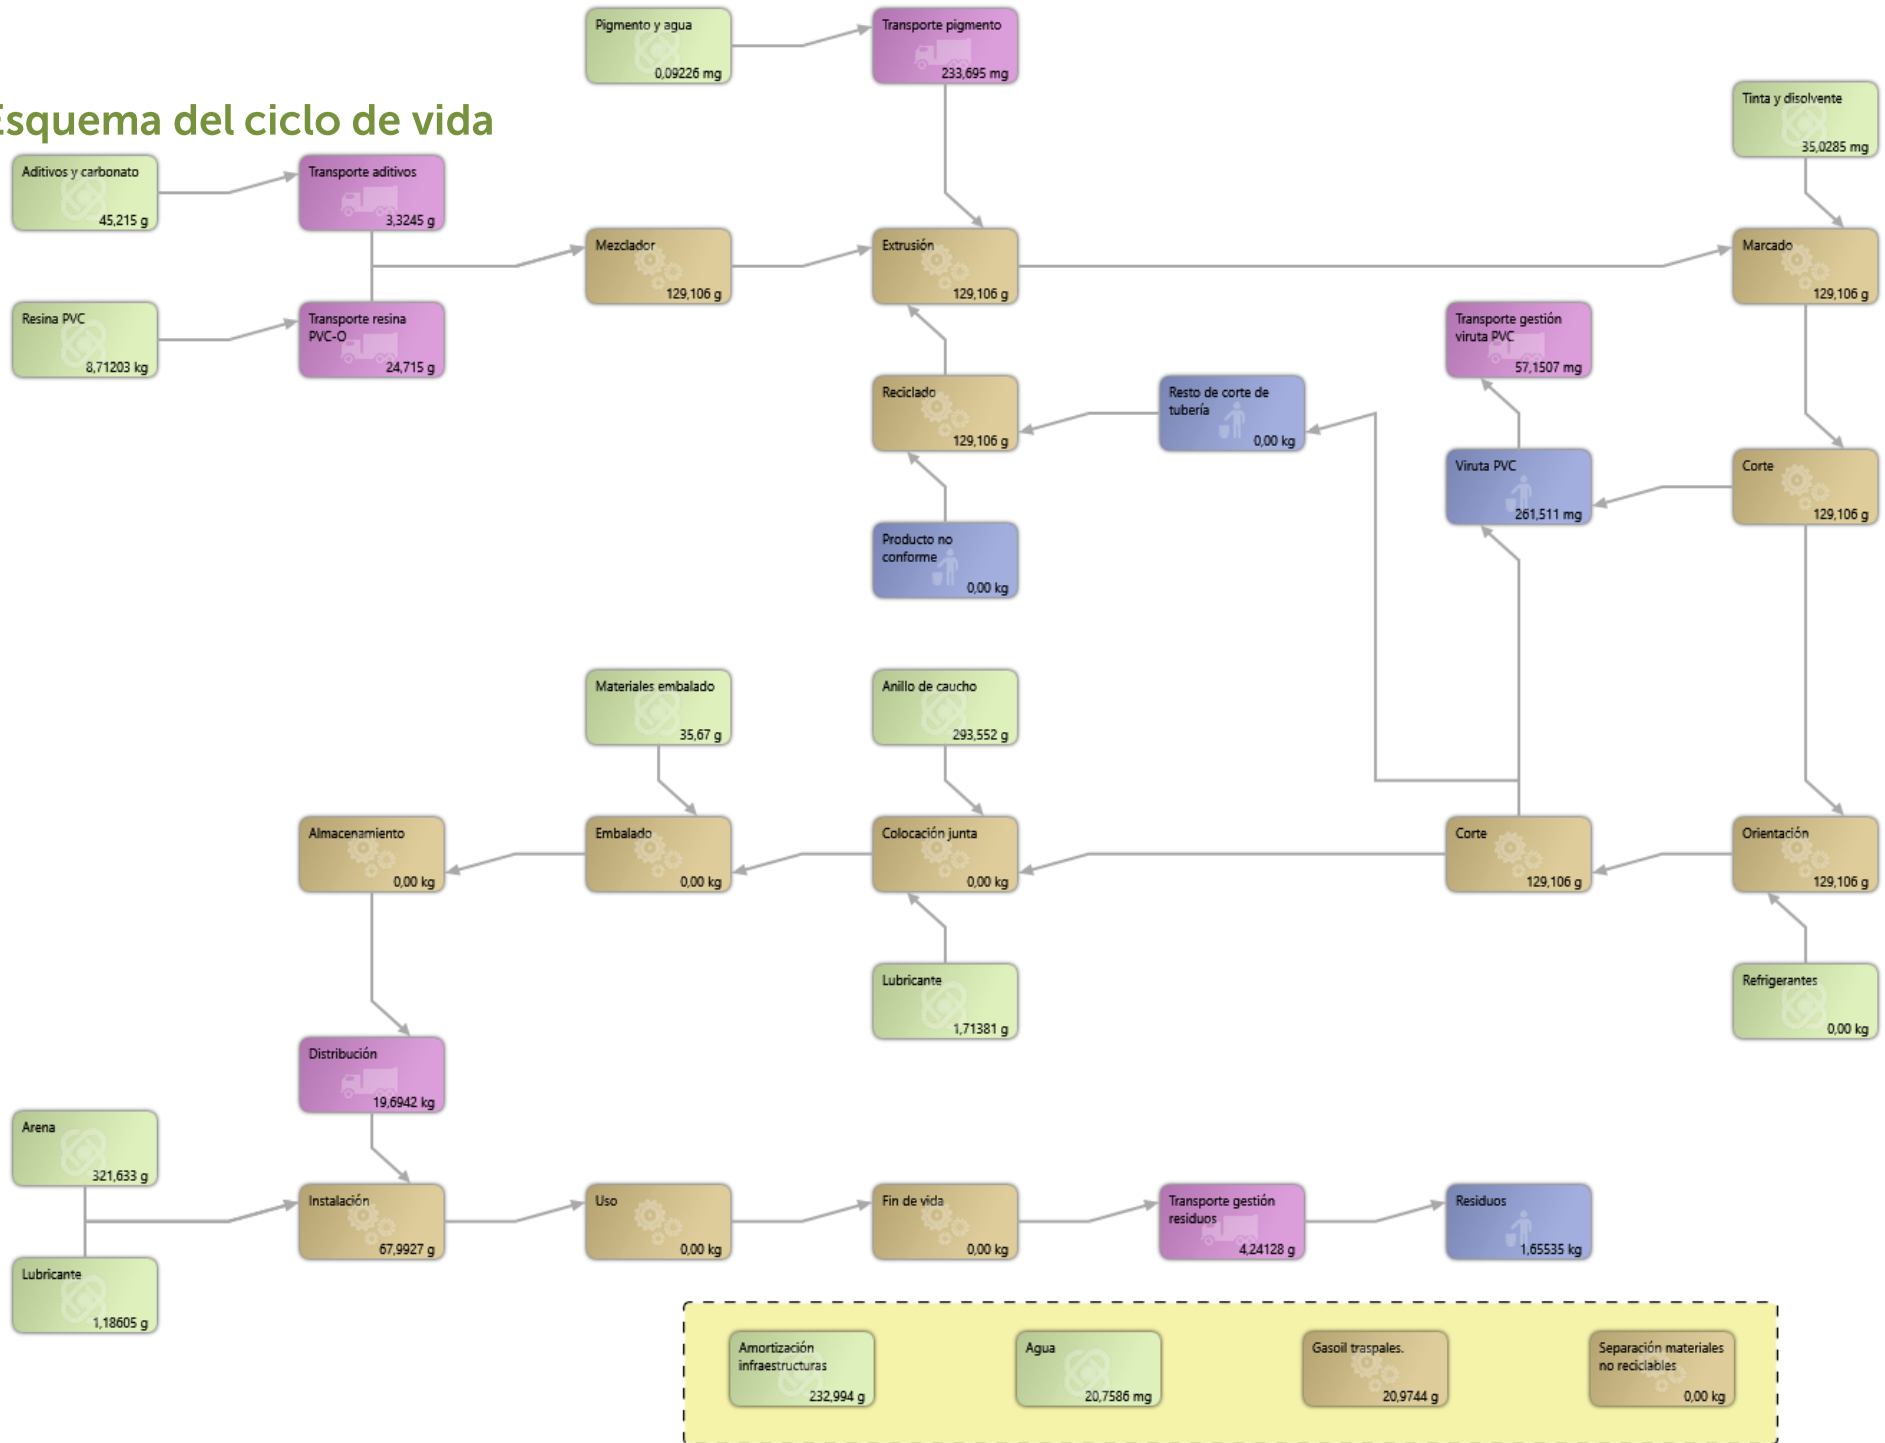 Pigmento y agua
0,09226 mg
Transporte pigmento
233,695 mg
Esquema del ciclo de vida
Tinta y disolvente
35,0285 mg
Aditivos y carbonato
45,215 g
Transporte aditivos
3,3245 g
Mezclador
129,106 g
Extrusión
129,106 g
Marcado
129,106 g
Resina PVC
8,71203 kg
Transporte resina
PVC-O
24,715 g
Transporte gestión
viruta PVC
57,1507 mg
Reciclado
129,106 g
Resto de corte de
tubería
0,00 kg
Viruta PVC
261,511 mg
Corte
129,106 g
Producto no
conforme
0,00 kg
Materiales embalado
35,67 g
Anillo de caucho
293,552 g
Almacenamiento
0,00 kg
Embalado
0,00 kg
Colocación junta
0,00 kg
Corte
129,106 g
Orientación
129,106 g
Lubricante
1,71381 g
Refrigerantes
0,00 kg
Distribución
19,6942 kg
Arena
321,633 g
Instalación
67,9927 g
Uso
0,00 kg
Fin de vida
0,00 kg
Transporte gestión
residuos
4,24128 g
Residuos
1,65535 kg
Lubricante
1,18605 g
Amortización
infraestructuras
232,994 g
Agua
20,7586 mg
Gasoil traspales.
20,9744 g
Separación materiales
no reciclables
0,00 kg